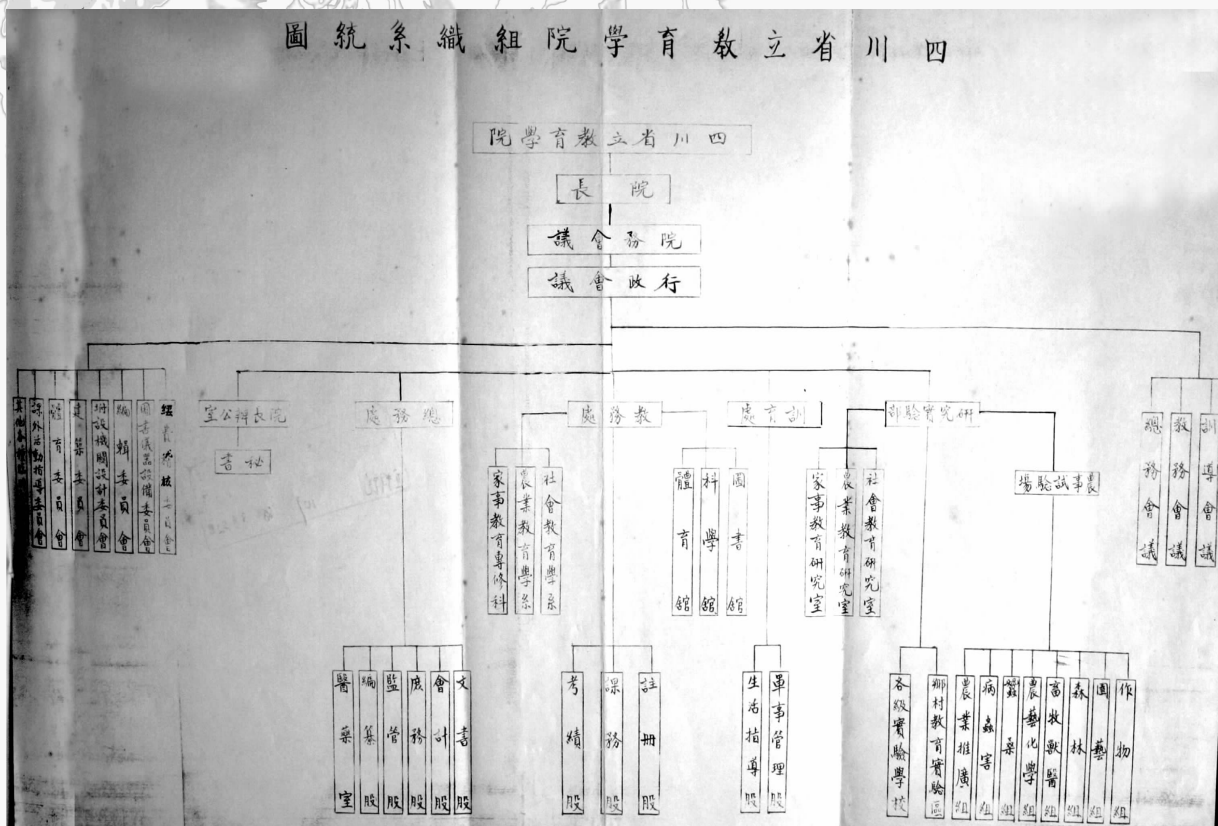 四川省立教育學院組織系統圖
四川省立教育學院
院長
院務會議
行政會議
訓導會議
教務會議
總務會議
研究實驗部
訓育處
教務處
總務處
院長辦公室
秘書
農事試驗場
圖書儀器設備委員會
編輯委員會
附設機關設計委員會
建築委員會
體育委員會
課外活動指導委員會
社會教育研究室
農業教育研究室
家事教育研究室
圖書館
科學館
體育館
社會教育學系
農業教育學系
家事教育專修科
作物組
園藝組
森林組
畜牧獸醫組
農藝化學組
蠶桑組
病蟲害組
農業推廣組
鄉村教育實驗區
各級實驗學校
軍事管理股
生活指導股
註冊股
課務股
考績股
文書股
會計股
庶務股
監管股
編纂股
醫藥室